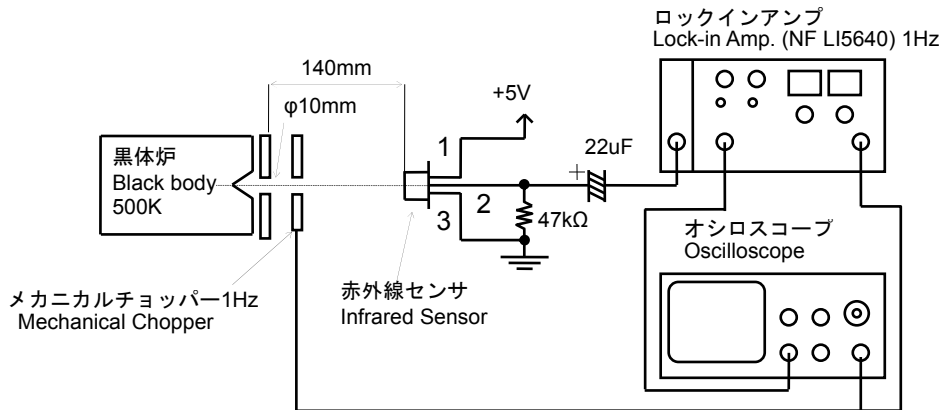 ロックインアンプ
Lock-in Amp. (NF LI5640) 1Hz
140mm
φ10mm
+5V
黒体炉
Black body
500K
1
2
3
22uF
+
47kΩ
オシロスコープ
Oscilloscope
メカニカルチョッパー1Hz
Mechanical Chopper
赤外線センサ
Infrared Sensor